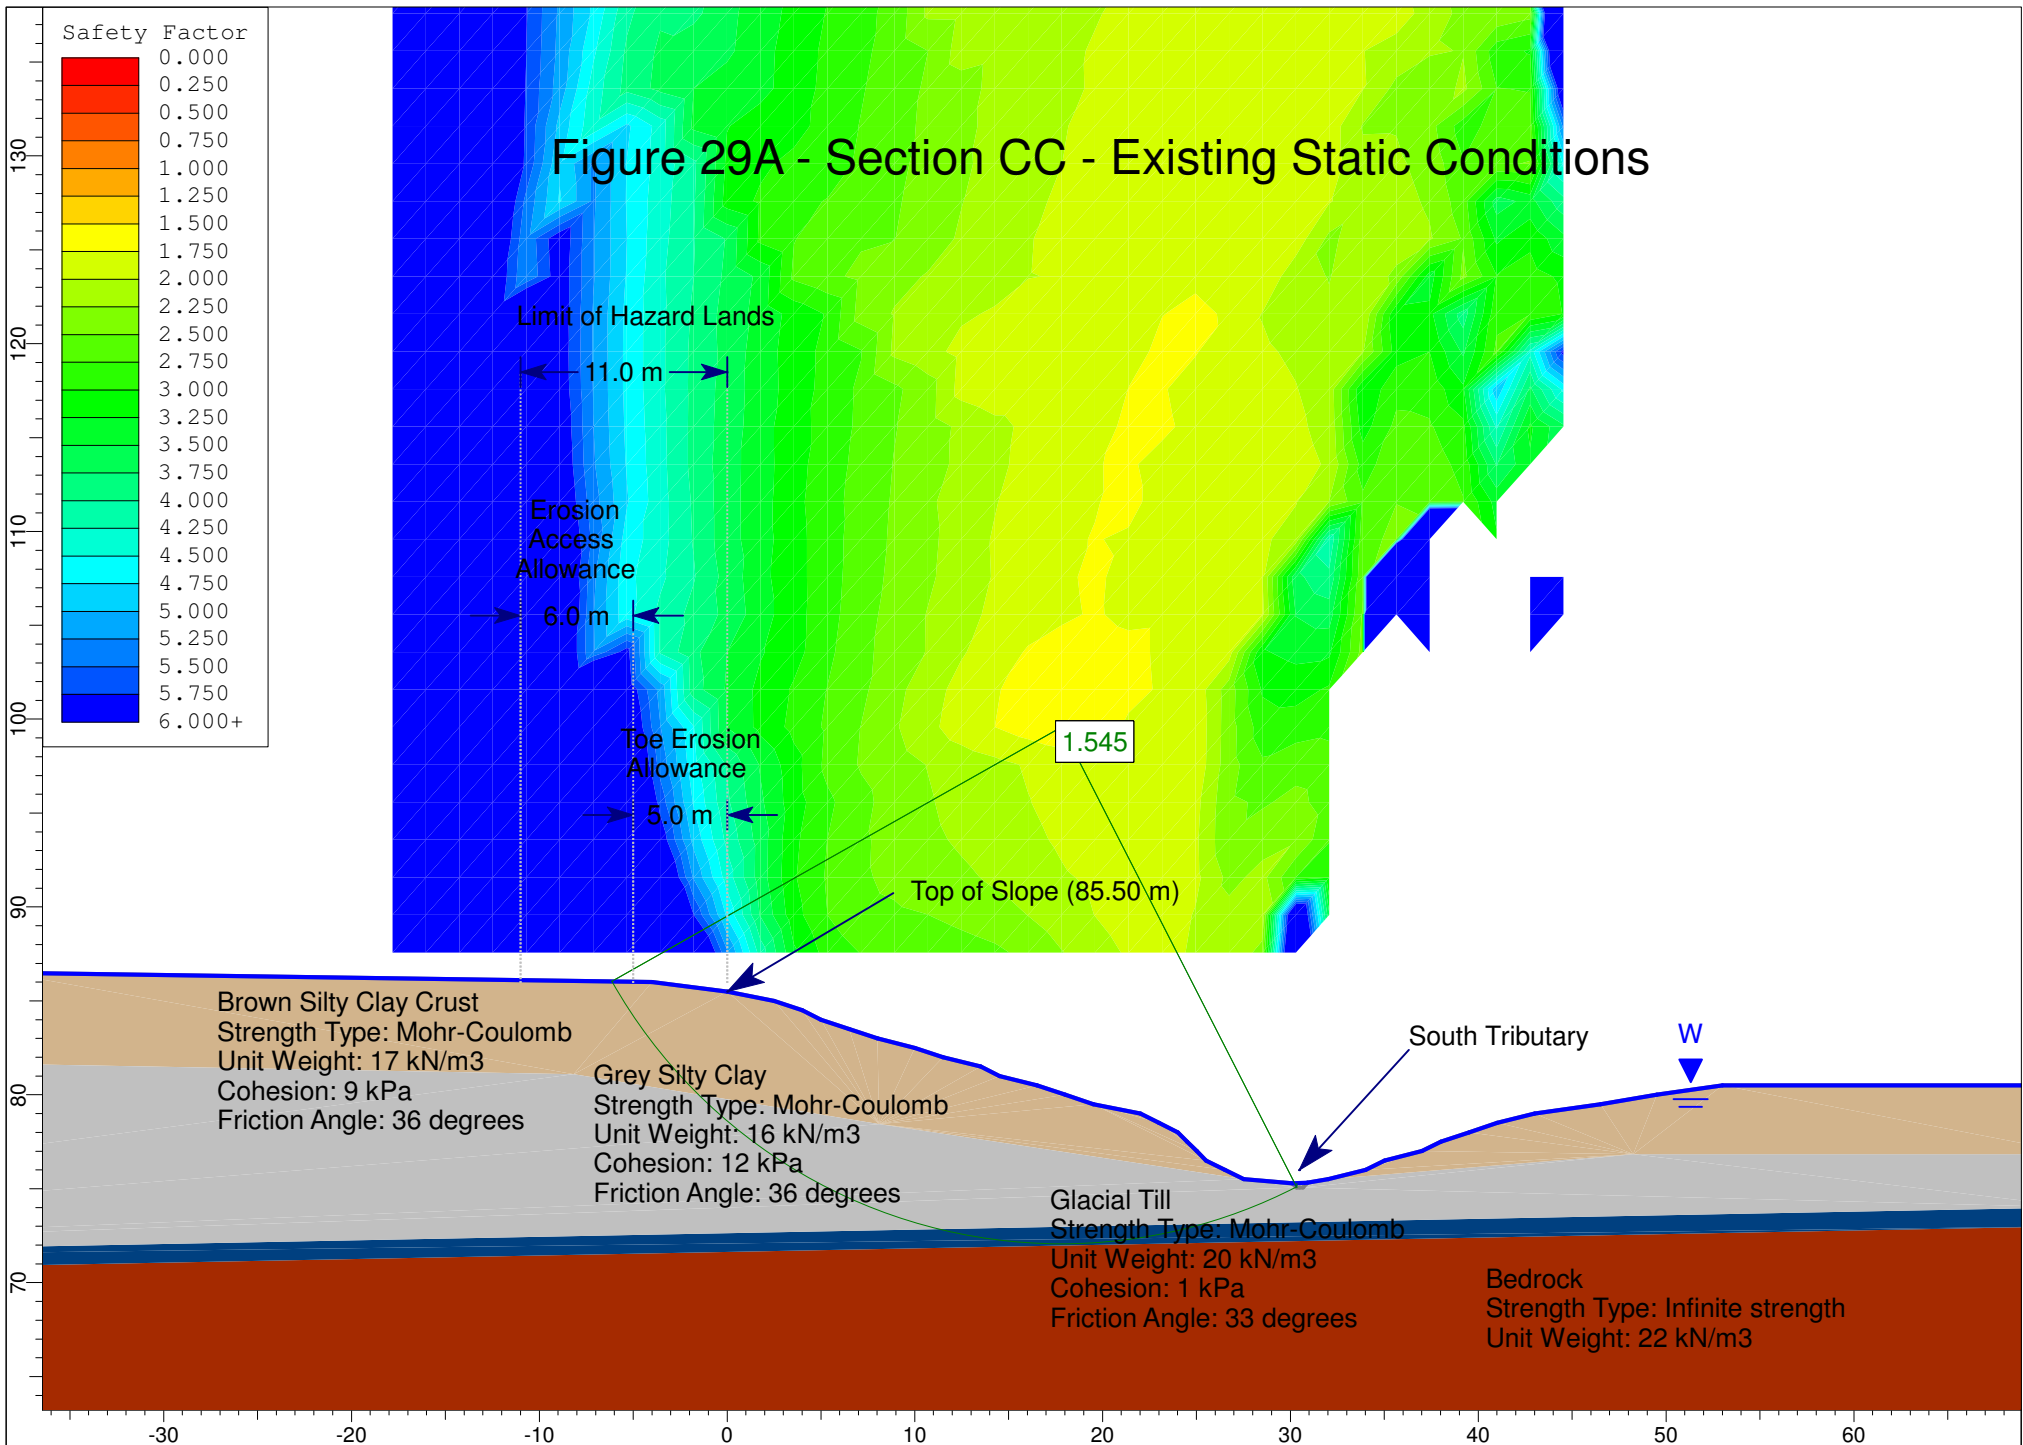 Safety Factor
0.000
0.250
0.500
0.750
1.000
1.250
1.500
1.750
2.000
2.250
2.500
2.750
3.000
3.250
3.500
3.750
4.000
4.250
4.500
4.750
5.000
5.250
5.500
5.750
6.000+
Figure 29A - Section CC - Existing Static Conditions
Limit of Hazard Lands
11.0 m
Erosion
Access
Allowance
6.0 m
Toe Erosion
Allowance
5.0 m
1.545
Top of Slope (85.50 m)
South Tributary
W
Brown Silty Clay Crust
Strength Type: Mohr-Coulomb
Unit Weight: 17 kN/m3
Cohesion: 9 kPa
Friction Angle: 36 degrees
Grey Silty Clay
Strength Type: Mohr-Coulomb
Unit Weight: 16 kN/m3
Cohesion: 12 kPa
Friction Angle: 36 degrees
Glacial Till
Strength Type: Mohr-Coulomb
Unit Weight: 20 kN/m3
Cohesion: 1 kPa
Friction Angle: 33 degrees
Bedrock
Strength Type: Infinite strength
Unit Weight: 22 kN/m3
130
120
110
100
90
80
70
-30
-20
-10
0
10
20
30
40
50
60